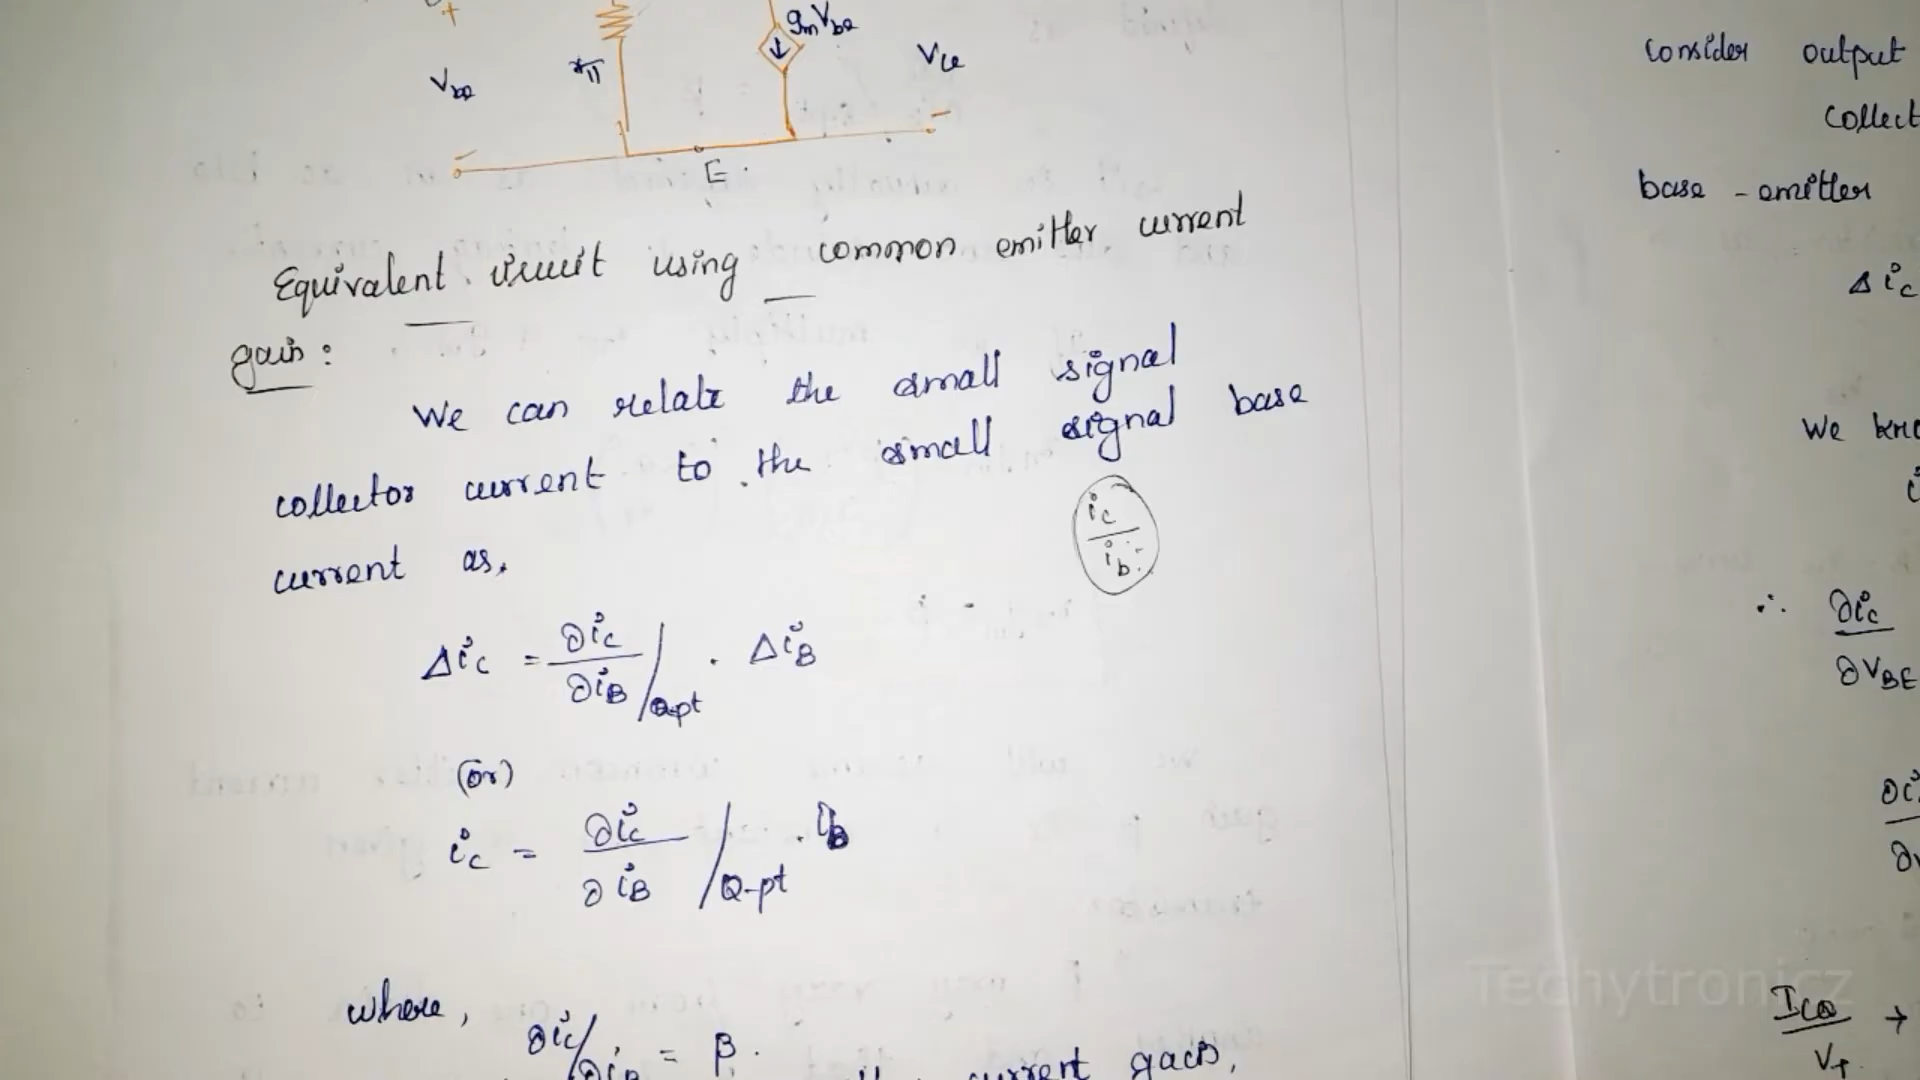 +
gmVbe
Vbe
rπ
Vce
-
-
E
Equivalent circuit using common emitter current
gain :
We can relate the small signal
collector current to the small signal base
current as,
ic
ib
Δic = ∂ic/∂iB /Q-pt . ΔiB
(or)
ic = ∂ic/∂iB /Q-pt . iB
where,
∂ic/∂iB = β.
current gain,
consider output
collect
base - emitter
Δic
We kno
∴ ∂ic
∂VBE
ICQ →
VT
Techytronicz